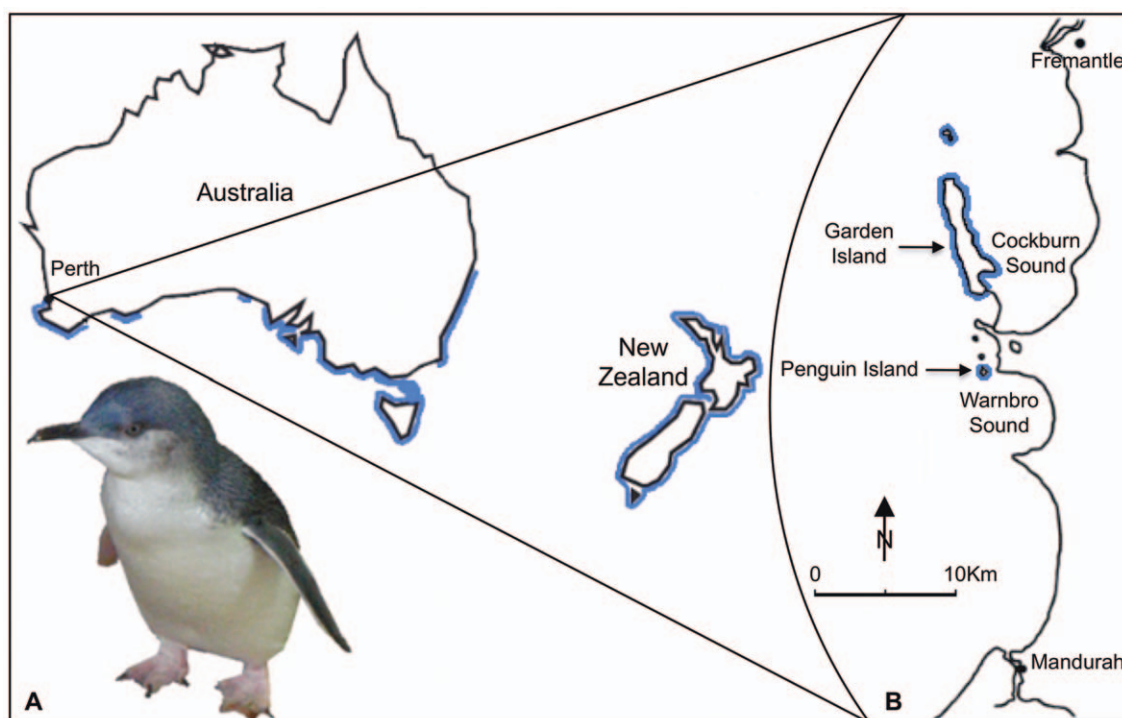 Australia
Perth
New
Zealand
A
Fremantle
Garden
Island
Cockburn
Sound
Penguin Island
Warnbro
Sound
N
0 10Km
Mandurah
B